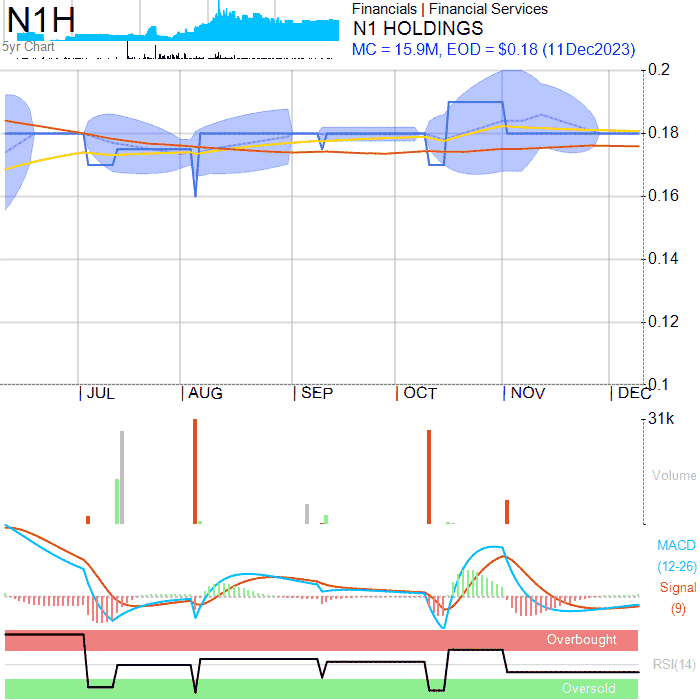 N1H
5yr Chart
Financials | Financial Services
N1 HOLDINGS
MC = 15.9M, EOD = $0.18 (11Dec2023)
0.2
0.18
0.16
0.14
0.12
0.1
JUL AUG SEP OCT NOV DEC
31k
Volume
MACD
(12-26)
Signal
(9)
Overbought
RSI(14)
Oversold